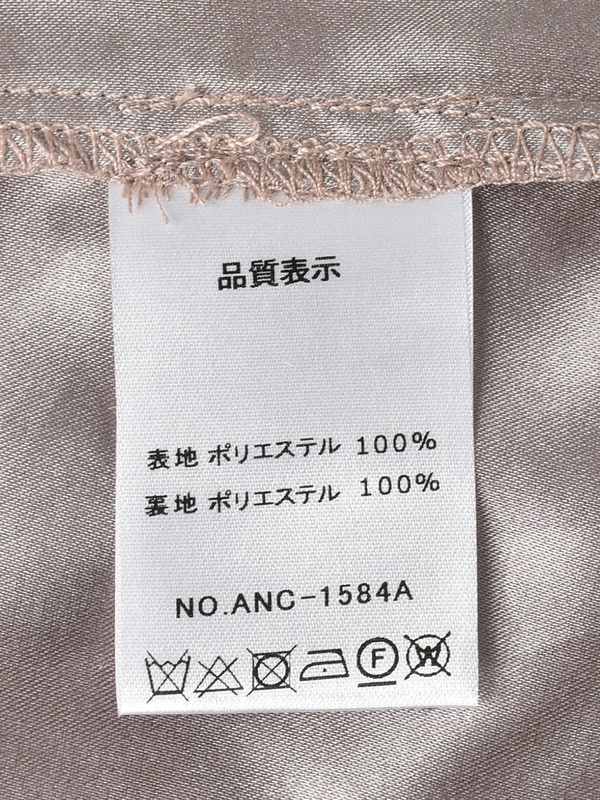 品質表示
表地 ポリエステル 100%
裏地 ポリエステル 100%
NO.ANC-1584A
F W